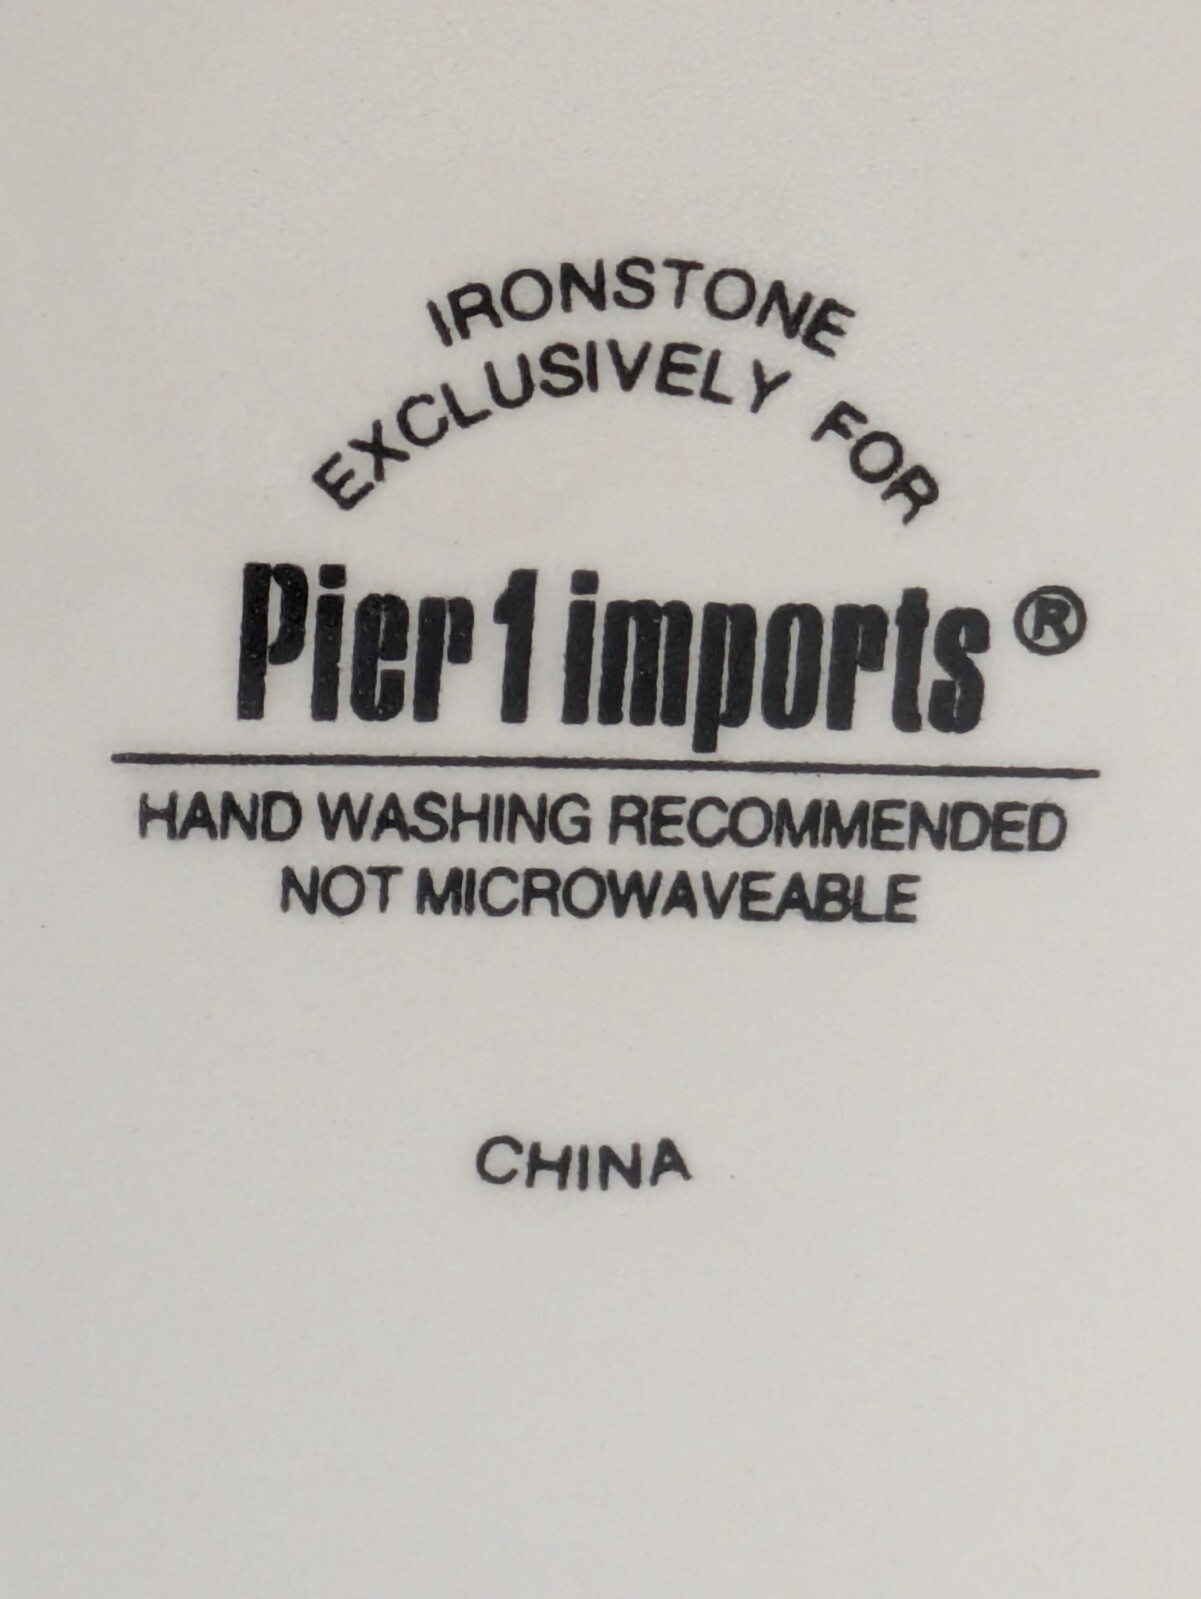 IRONSTONE
EXCLUSIVELY FOR
Pier 1 imports®
HAND WASHING RECOMMENDED
NOT MICROWAVEABLE
CHINA